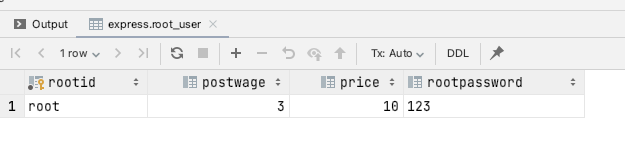 Output express.root_user
1 row Tx: Auto DDL
rootid postwage price rootpassword
1 root 3 10 123